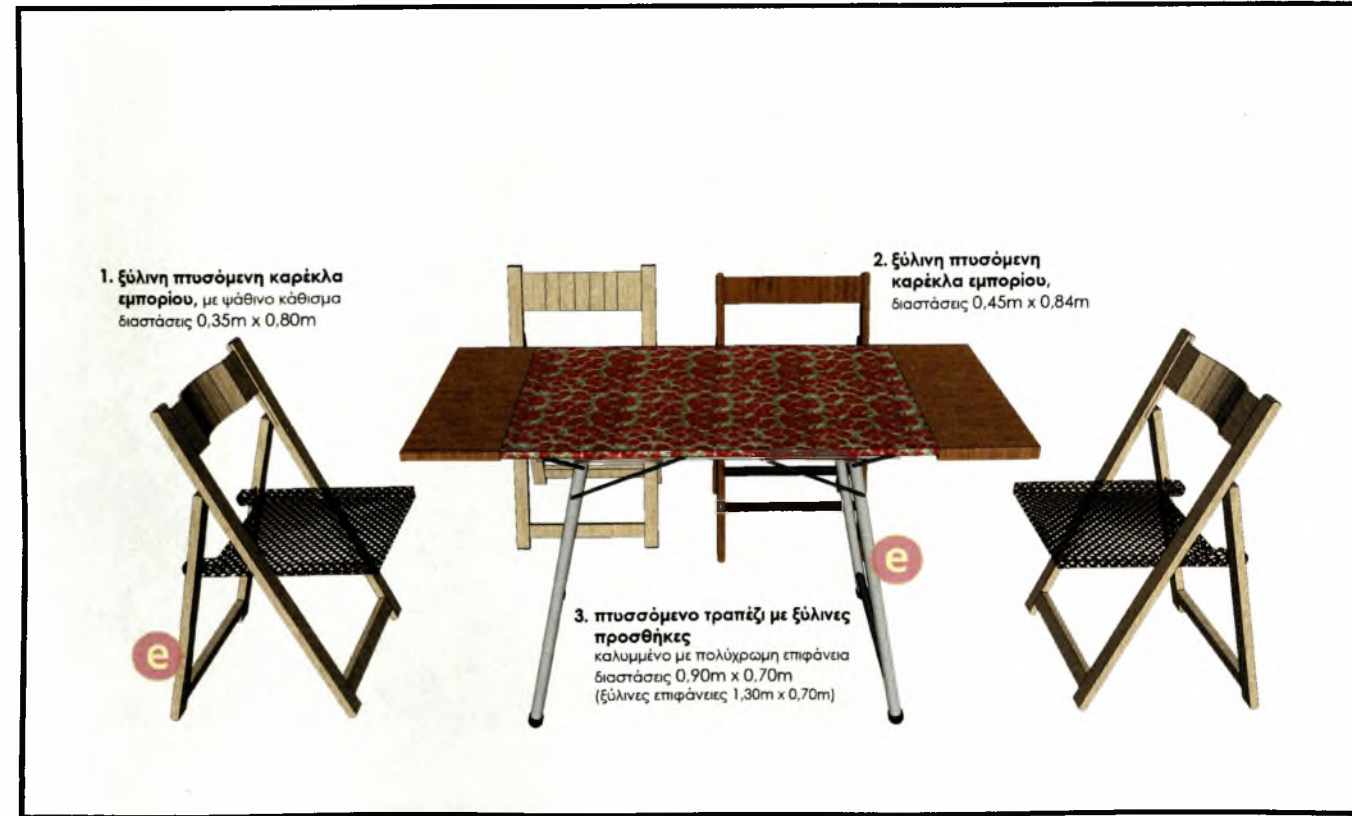 1. ξύλινη πτυσόμενη καρέκλα
εμπορίου, με ψάθινο κάθισμα
διαστάσεις 0,35m x 0,80m
2. ξύλινη πτυσόμενη
καρέκλα εμπορίου,
διαστάσεις 0,45m x 0,84m
e
e
3. πτυσσόμενο τραπέζι με ξύλινες
προσθήκες
καλυμμένο με πολύχρωμη επιφάνεια
διαστάσεις 0,90m x 0,70m
(ξύλινες επιφάνειες 1,30m x 0,70m)